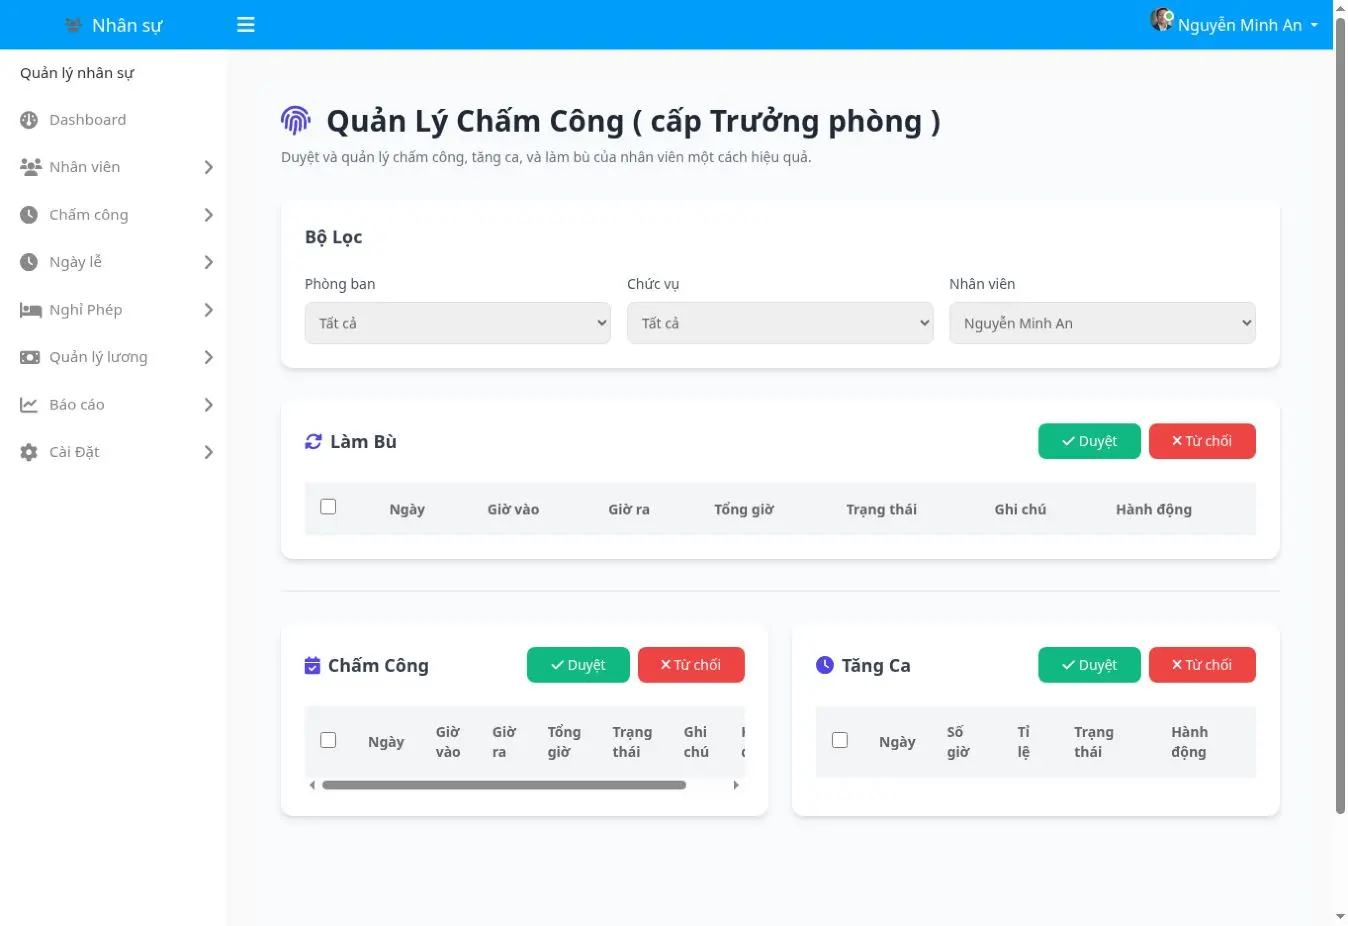 Nhân sự
Nguyễn Minh An
Quản lý nhân sự
Dashboard
Nhân viên
Chấm công
Ngày lễ
Nghỉ Phép
Quản lý lương
Báo cáo
Cài Đặt
Quản Lý Chấm Công ( cấp Trưởng phòng )
Duyệt và quản lý chấm công, tăng ca, và làm bù của nhân viên một cách hiệu quả.
Bộ Lọc
Phòng ban Chức vụ Nhân viên
Tất cả Tất cả Nguyễn Minh An
Làm Bù Duyệt Từ chối
Ngày Giờ vào Giờ ra Tổng giờ Trạng thái Ghi chú Hành động
Chấm Công Duyệt Từ chối
Ngày Giờ vào Giờ ra Tổng giờ Trạng thái Ghi chú
Tăng Ca Duyệt Từ chối
Ngày Số giờ Tỉ lệ Trạng thái Hành động